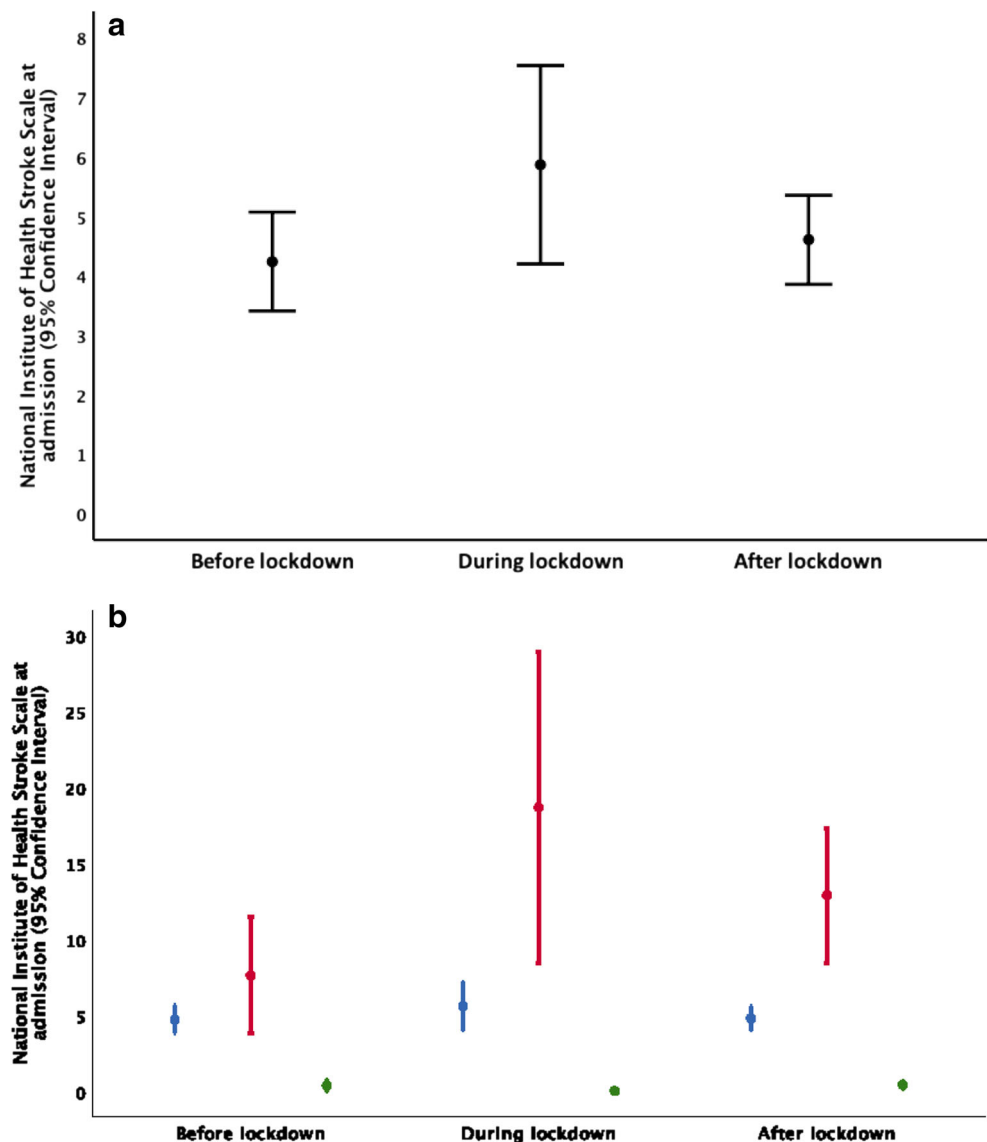 a
National Institute of Health Stroke Scale at
admission (95% Confidence Interval)
8
7
6
5
4
3
2
1
0
Before lockdown
During lockdown
After lockdown
b
National Institute of Health Stroke Scale at
admission (95% Confidence Interval)
30
25
20
15
10
5
0
Before lockdown
During lockdown
After lockdown